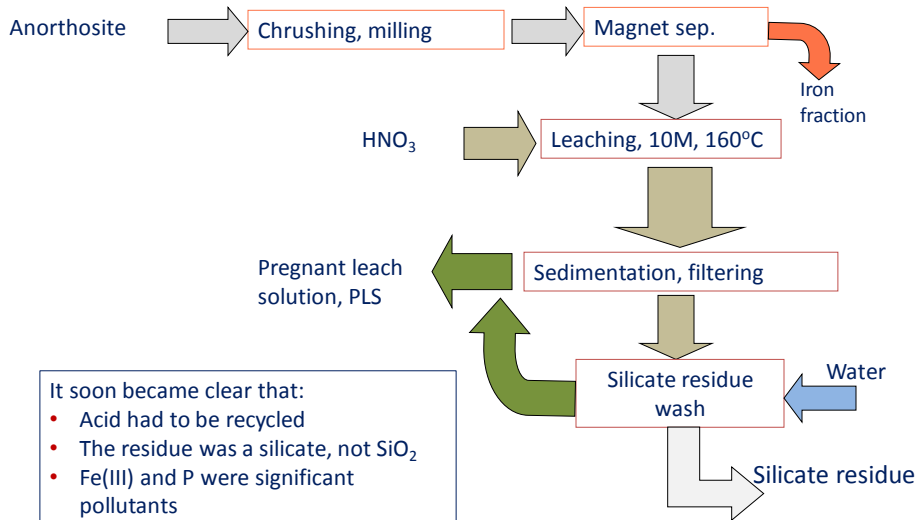 Anorthosite
Chrushing, milling
Magnet sep.
Iron
fraction
HNO₃
Leaching, 10M, 160°C
Pregnant leach
solution, PLS
Sedimentation, filtering
Silicate residue
wash
Water
Silicate residue
It soon became clear that:
• Acid had to be recycled
• The residue was a silicate, not SiO₂
• Fe(III) and P were significant
pollutants